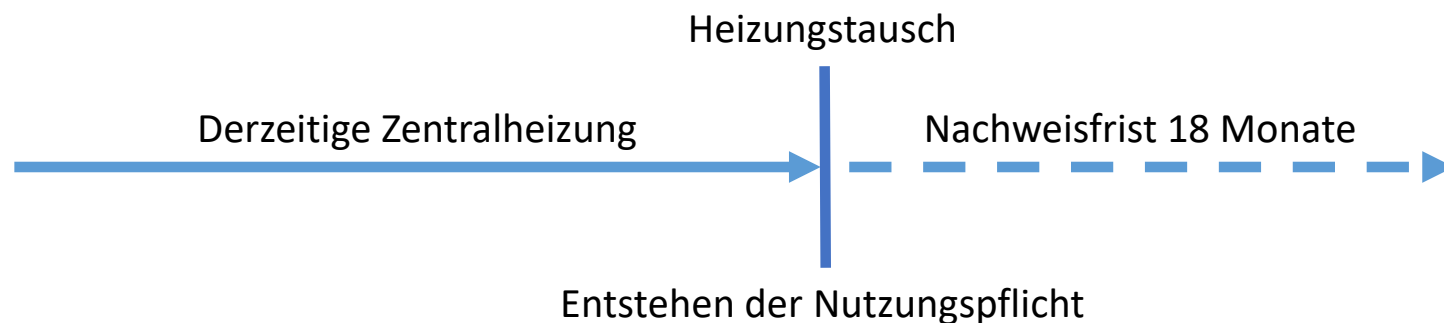 Heizungstausch
Derzeitige Zentralheizung
Nachweisfrist 18 Monate
Entstehen der Nutzungspflicht